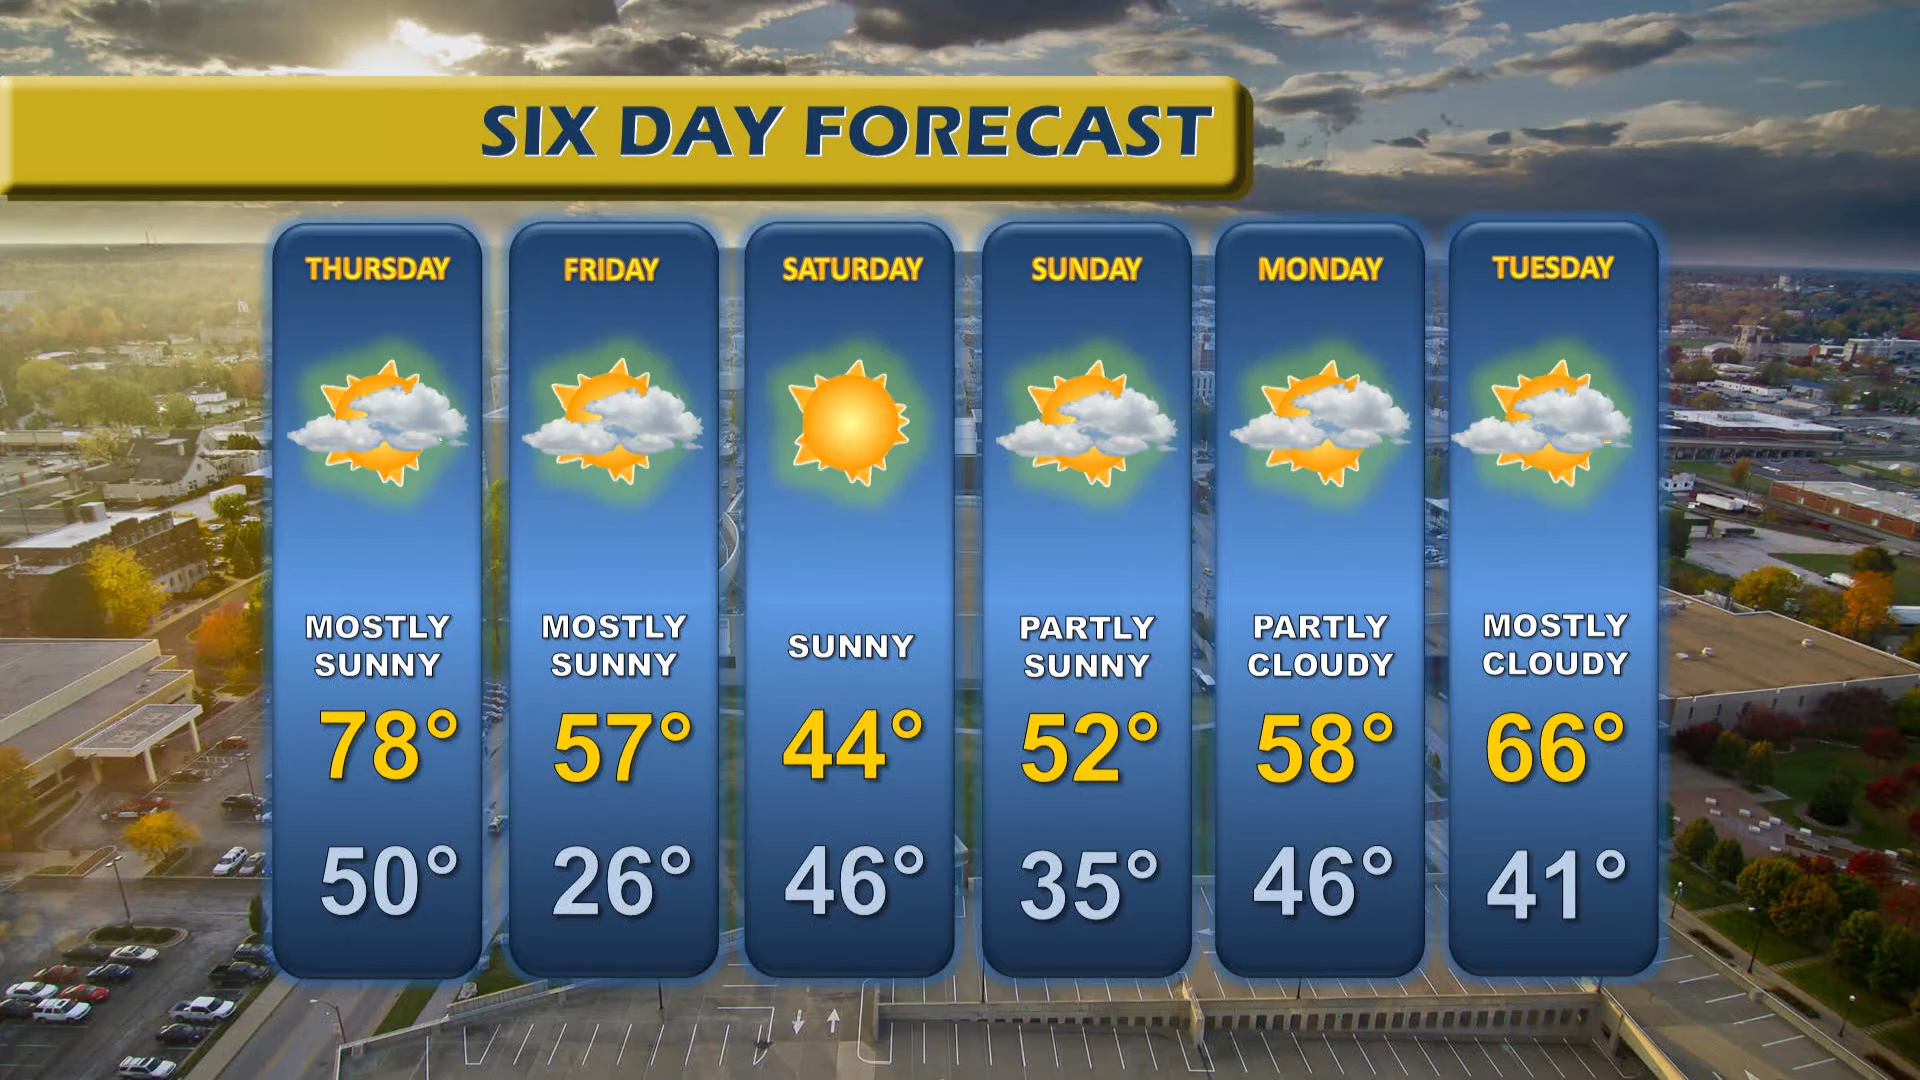 SIX DAY FORECAST
THURSDAY
MOSTLY
SUNNY
78°
50°
FRIDAY
MOSTLY
SUNNY
57°
26°
SATURDAY
SUNNY
44°
46°
SUNDAY
PARTLY
SUNNY
52°
35°
MONDAY
PARTLY
CLOUDY
58°
46°
TUESDAY
MOSTLY
CLOUDY
66°
41°